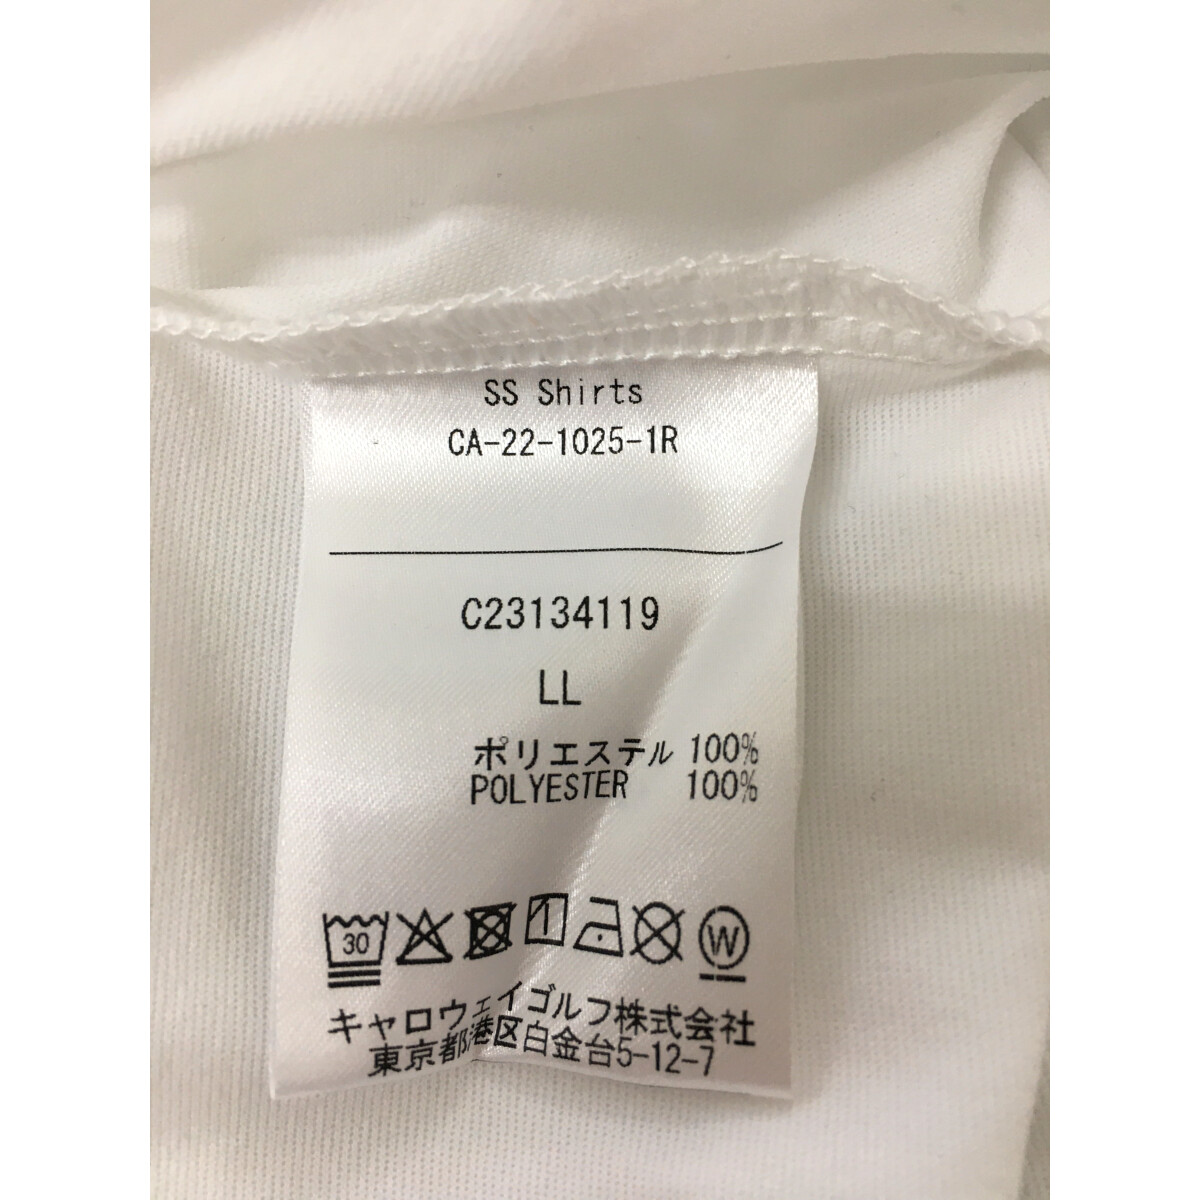 SS Shirts
CA-22-1025-1R
C23134119
LL
ポリエステル 100%
POLYESTER 100%
30 W
キャロウェイゴルフ株式会社
東京都港区白金台5-12-7